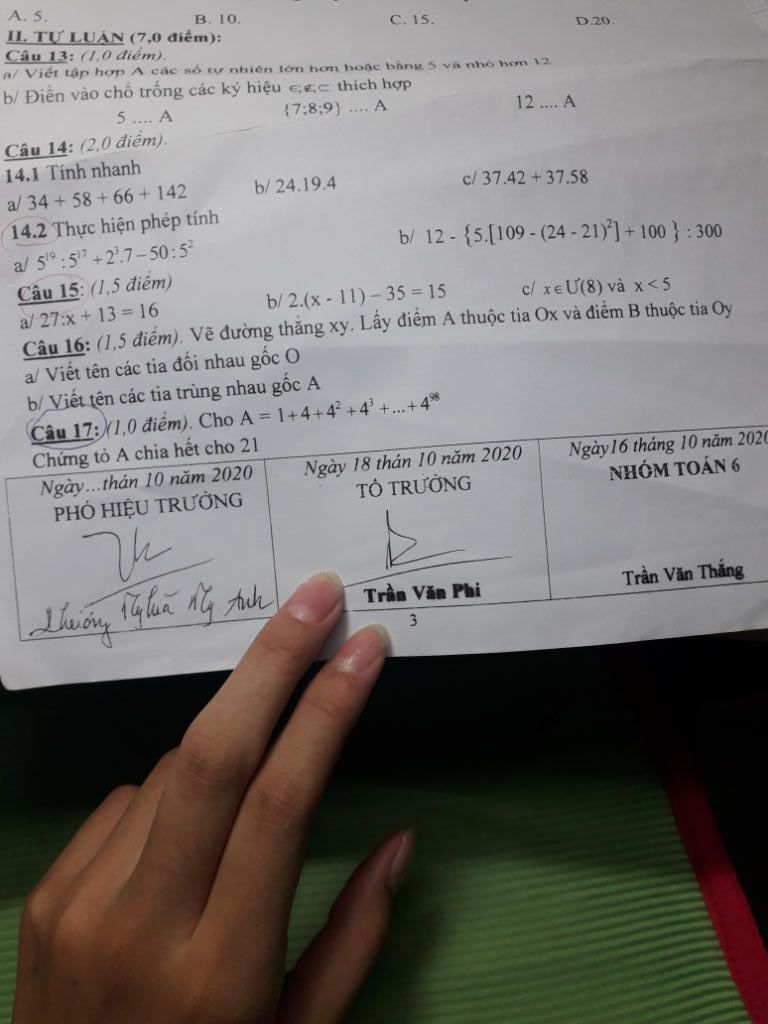 A. 5. B. 10. C. 15. D.20.
II. TỰ LUẬN (7,0 điểm):
Câu 13: (1,0 điểm).
a/ Viết tập hợp A các số tự nhiên lớn hơn hoặc bằng 5 và nhỏ hơn 12
b/ Điền vào chỗ trống các ký hiệu ∈;∉;⊂ thích hợp
5 .... A {7;8;9} .... A 12 .... A
Câu 14: (2,0 điểm).
14.1 Tính nhanh
a/ 34 + 58 + 66 + 142 b/ 24.19.4 c/ 37.42 + 37.58
14.2 Thực hiện phép tính
a/ 5¹⁹ : 5¹⁷ + 2³.7 – 50 : 5² b/ 12 - {5.[109 - (24 - 21)²] + 100 } : 300
Câu 15: (1,5 điểm)
a/ 27:x + 13 = 16 b/ 2.(x - 11) – 35 = 15 c/ x ∈ Ư(8) và x < 5
Câu 16: (1,5 điểm). Vẽ đường thẳng xy. Lấy điểm A thuộc tia Ox và điểm B thuộc tia Oy
a/ Viết tên các tia đối nhau gốc O
b/ Viết tên các tia trùng nhau gốc A
Câu 17: (1,0 điểm). Cho A = 1 + 4 + 4² + 4³ + ... + 4⁹⁸
Chứng tỏ A chia hết cho 21
Ngày...thán 10 năm 2020
PHÓ HIỆU TRƯỞNG
Ngày 18 thán 10 năm 2020
TỔ TRƯỞNG
Trần Văn Phi
Ngày16 tháng 10 năm 2020
NHÓM TOÁN 6
Trần Văn Thắng
3